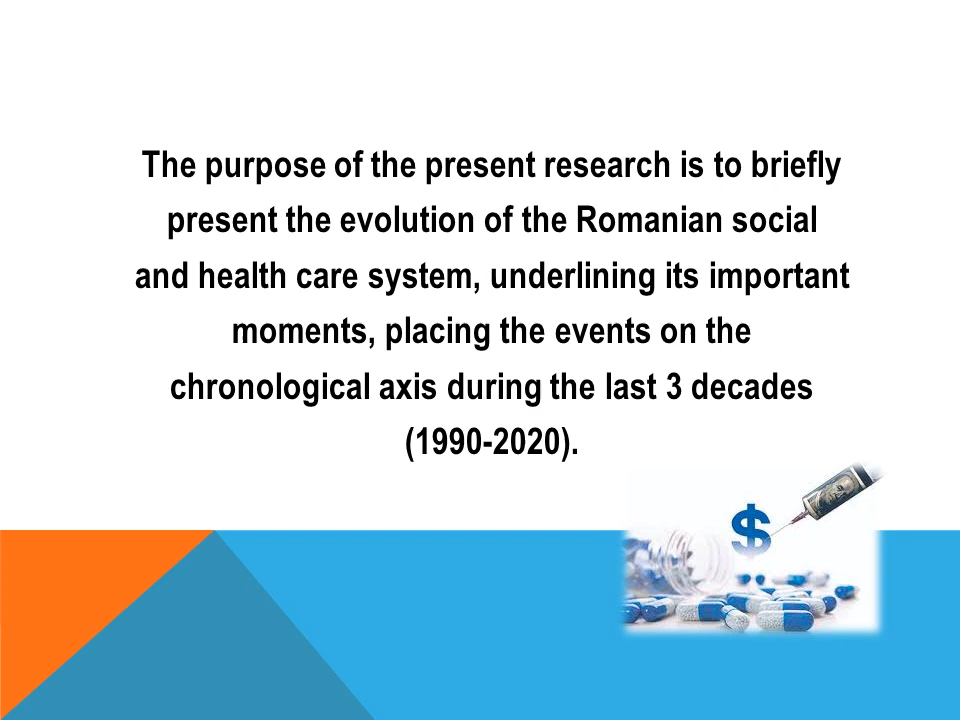 The purpose of the present research is to briefly
present the evolution of the Romanian social
and health care system, underlining its important
moments, placing the events on the
chronological axis during the last 3 decades
(1990-2020).
$